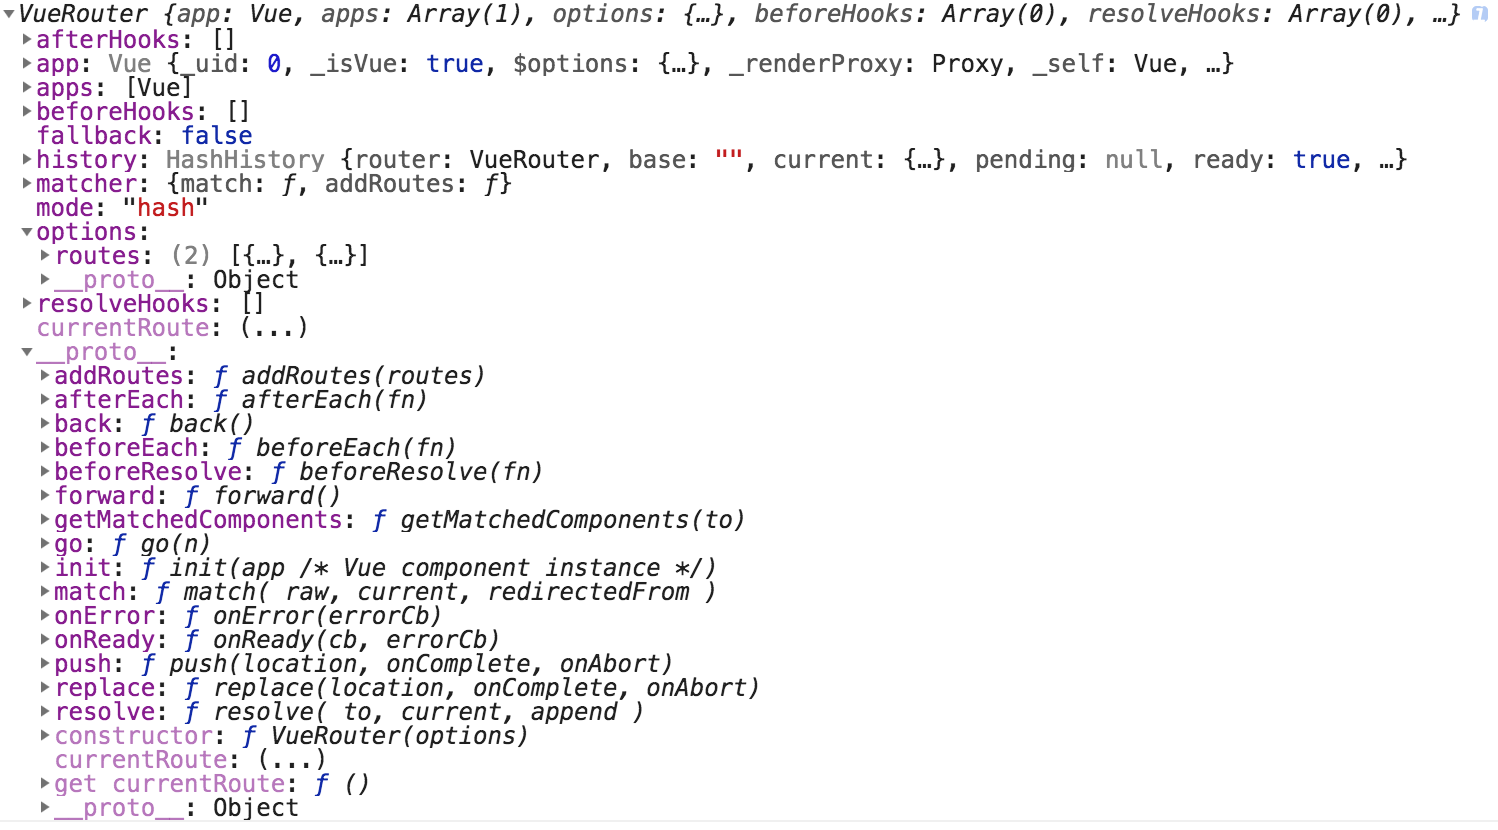 VueRouter {app: Vue, apps: Array(1), options: {…}, beforeHooks: Array(0), resolveHooks: Array(0), …}
afterHooks: []
app: Vue {_uid: 0, _isVue: true, $options: {…}, _renderProxy: Proxy, _self: Vue, …}
apps: [Vue]
beforeHooks: []
fallback: false
history: HashHistory {router: VueRouter, base: "", current: {…}, pending: null, ready: true, …}
matcher: {match: ƒ, addRoutes: ƒ}
mode: "hash"
options:
routes: (2) [{…}, {…}]
__proto__: Object
resolveHooks: []
currentRoute: (...)
__proto__:
addRoutes: ƒ addRoutes(routes)
afterEach: ƒ afterEach(fn)
back: ƒ back()
beforeEach: ƒ beforeEach(fn)
beforeResolve: ƒ beforeResolve(fn)
forward: ƒ forward()
getMatchedComponents: ƒ getMatchedComponents(to)
go: ƒ go(n)
init: ƒ init(app /* Vue component instance */)
match: ƒ match( raw, current, redirectedFrom )
onError: ƒ onError(errorCb)
onReady: ƒ onReady(cb, errorCb)
push: ƒ push(location, onComplete, onAbort)
replace: ƒ replace(location, onComplete, onAbort)
resolve: ƒ resolve( to, current, append )
constructor: ƒ VueRouter(options)
currentRoute: (...)
get currentRoute: ƒ ()
__proto__: Object